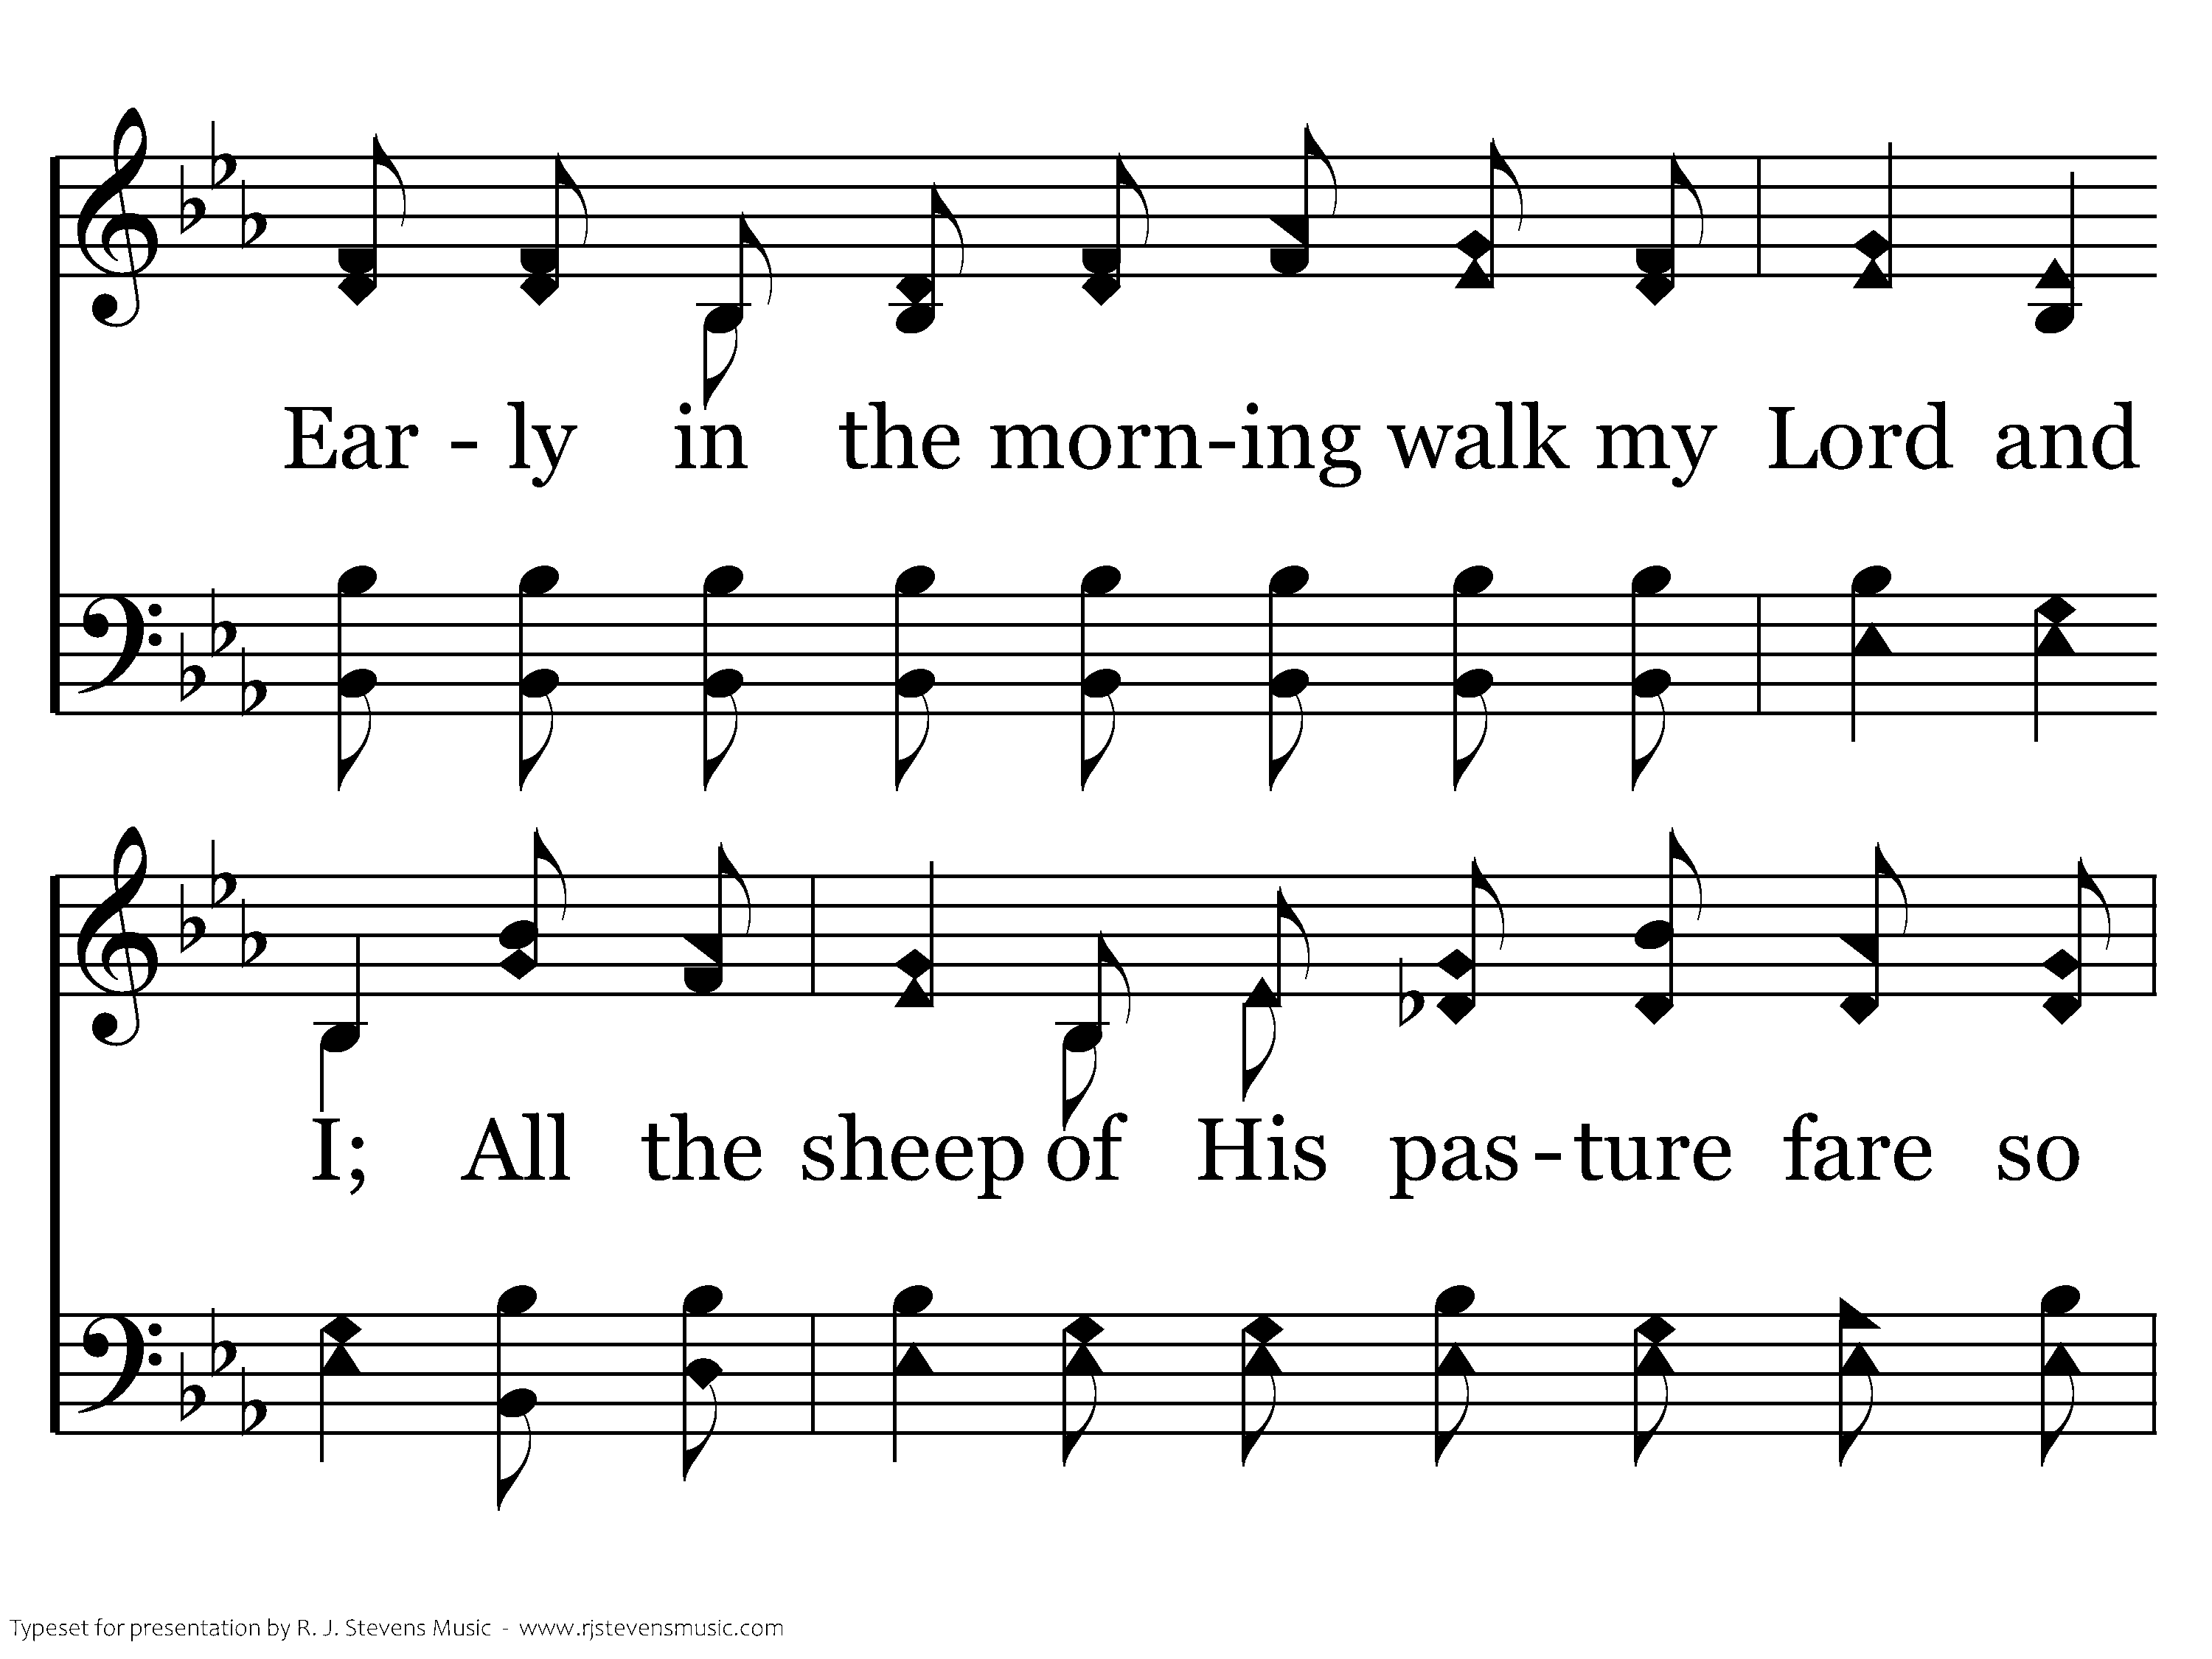 Ear - ly in the morn-ing walk my Lord and
I; All the sheep of His pas-ture fare so
Typeset for presentation by R. J. Stevens Music - www.rjstevensmusic.com